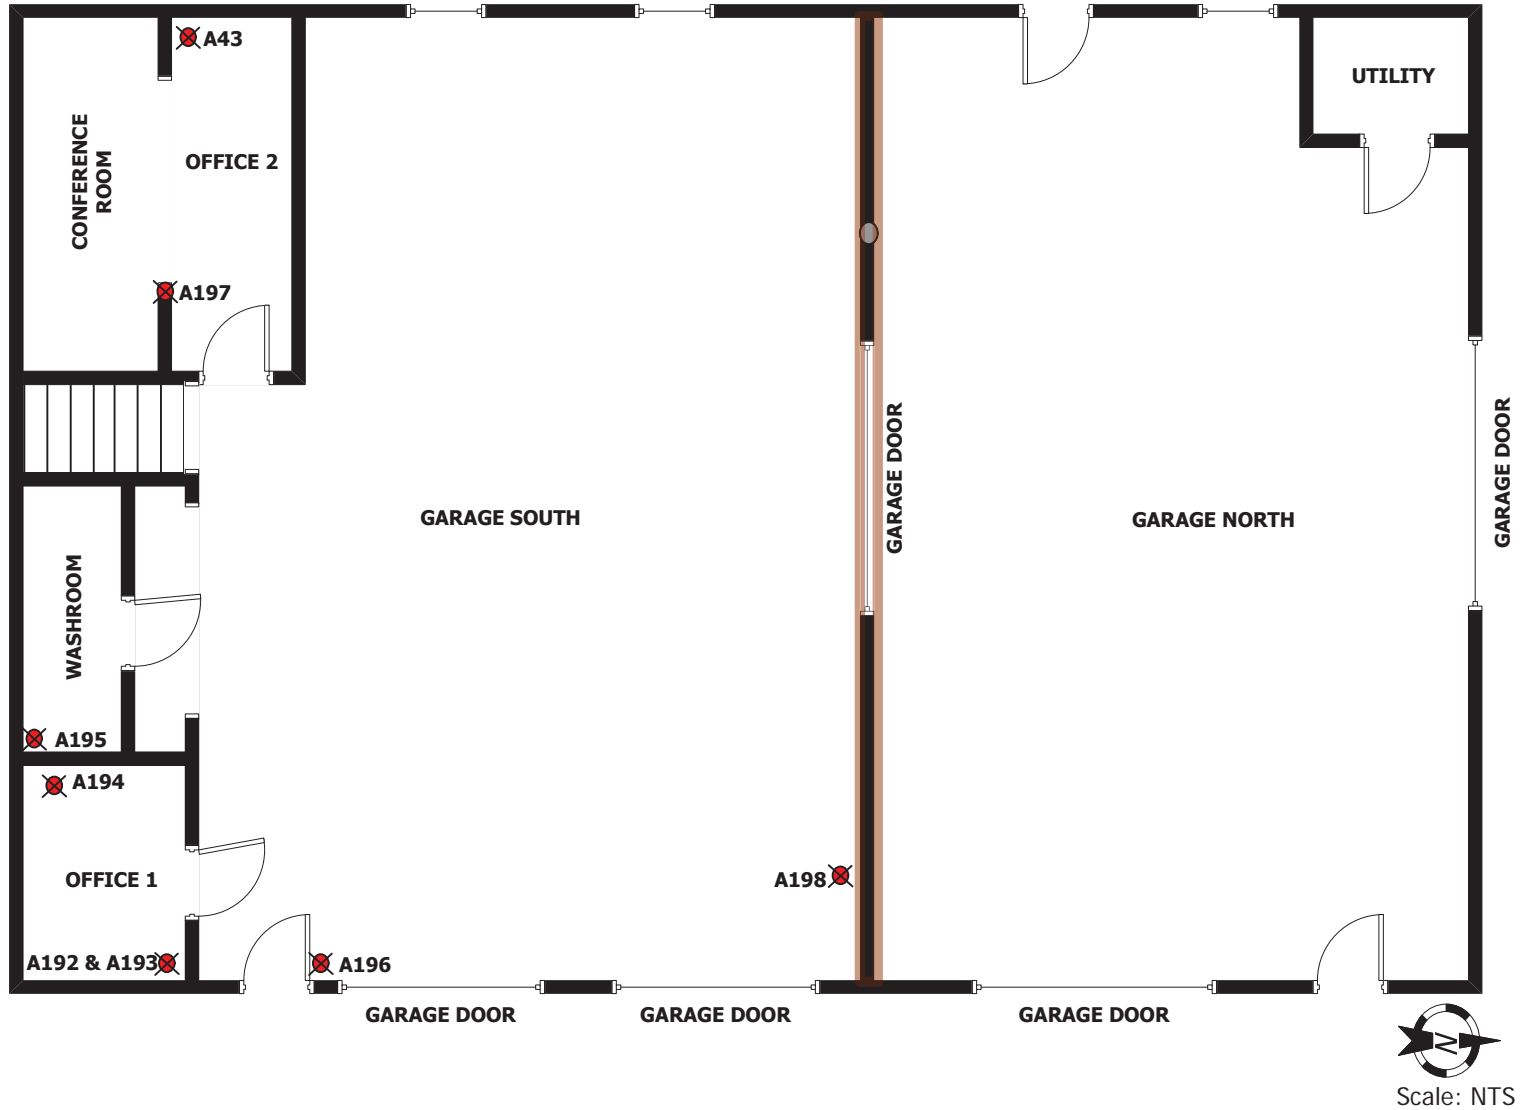 A43
UTILITY
CONFERENCE
ROOM
OFFICE 2
A197
GARAGE DOOR
GARAGE DOOR
GARAGE SOUTH
GARAGE NORTH
WASHROOM
A195
A194
OFFICE 1
A198
A192 & A193
A196
GARAGE DOOR
GARAGE DOOR
GARAGE DOOR
N
Scale: NTS